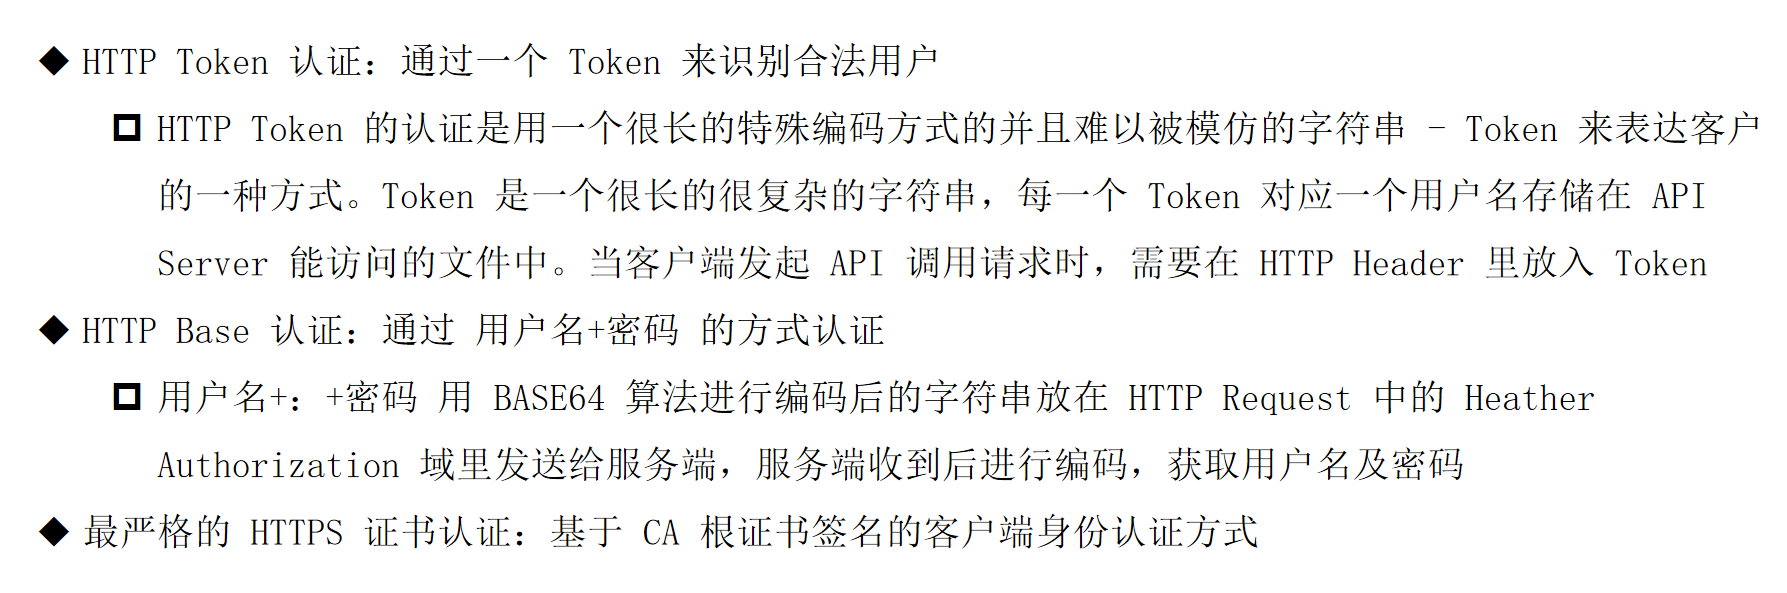 ◆ HTTP Token 认证：通过一个 Token 来识别合法用户
HTTP Token 的认证是用一个很长的特殊编码方式的并且难以被模仿的字符串 - Token 来表达客户
的一种方式。Token 是一个很长的很复杂的字符串，每一个 Token 对应一个用户名存储在 API
Server 能访问的文件中。当客户端发起 API 调用请求时，需要在 HTTP Header 里放入 Token
◆ HTTP Base 认证：通过 用户名+密码 的方式认证
用户名+：+密码 用 BASE64 算法进行编码后的字符串放在 HTTP Request 中的 Heather
Authorization 域里发送给服务端，服务端收到后进行编码，获取用户名及密码
◆ 最严格的 HTTPS 证书认证：基于 CA 根证书签名的客户端身份认证方式